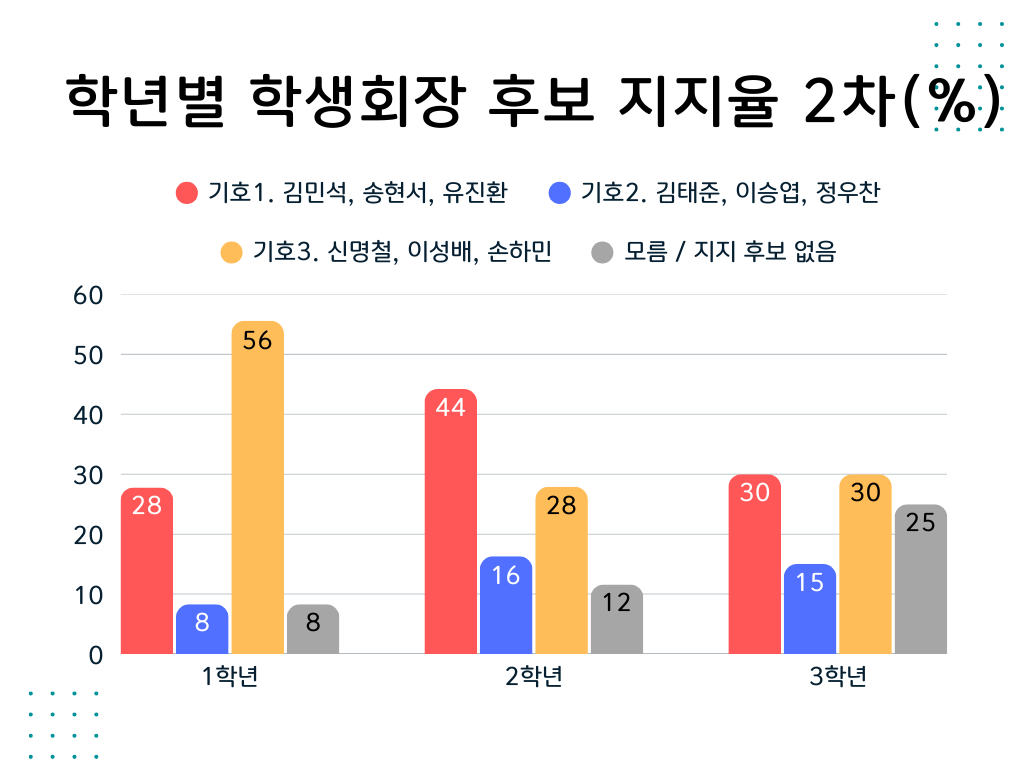 학년별 학생회장 후보 지지율 2차(%)
기호1. 김민석, 송현서, 유진환 기호2. 김태준, 이승엽, 정우찬
기호3. 신명철, 이성배, 손하민 모름 / 지지 후보 없음
60
50
40
30
20
10
0
28 8 56 8
44 16 28 12
30 15 30 25
1학년 2학년 3학년